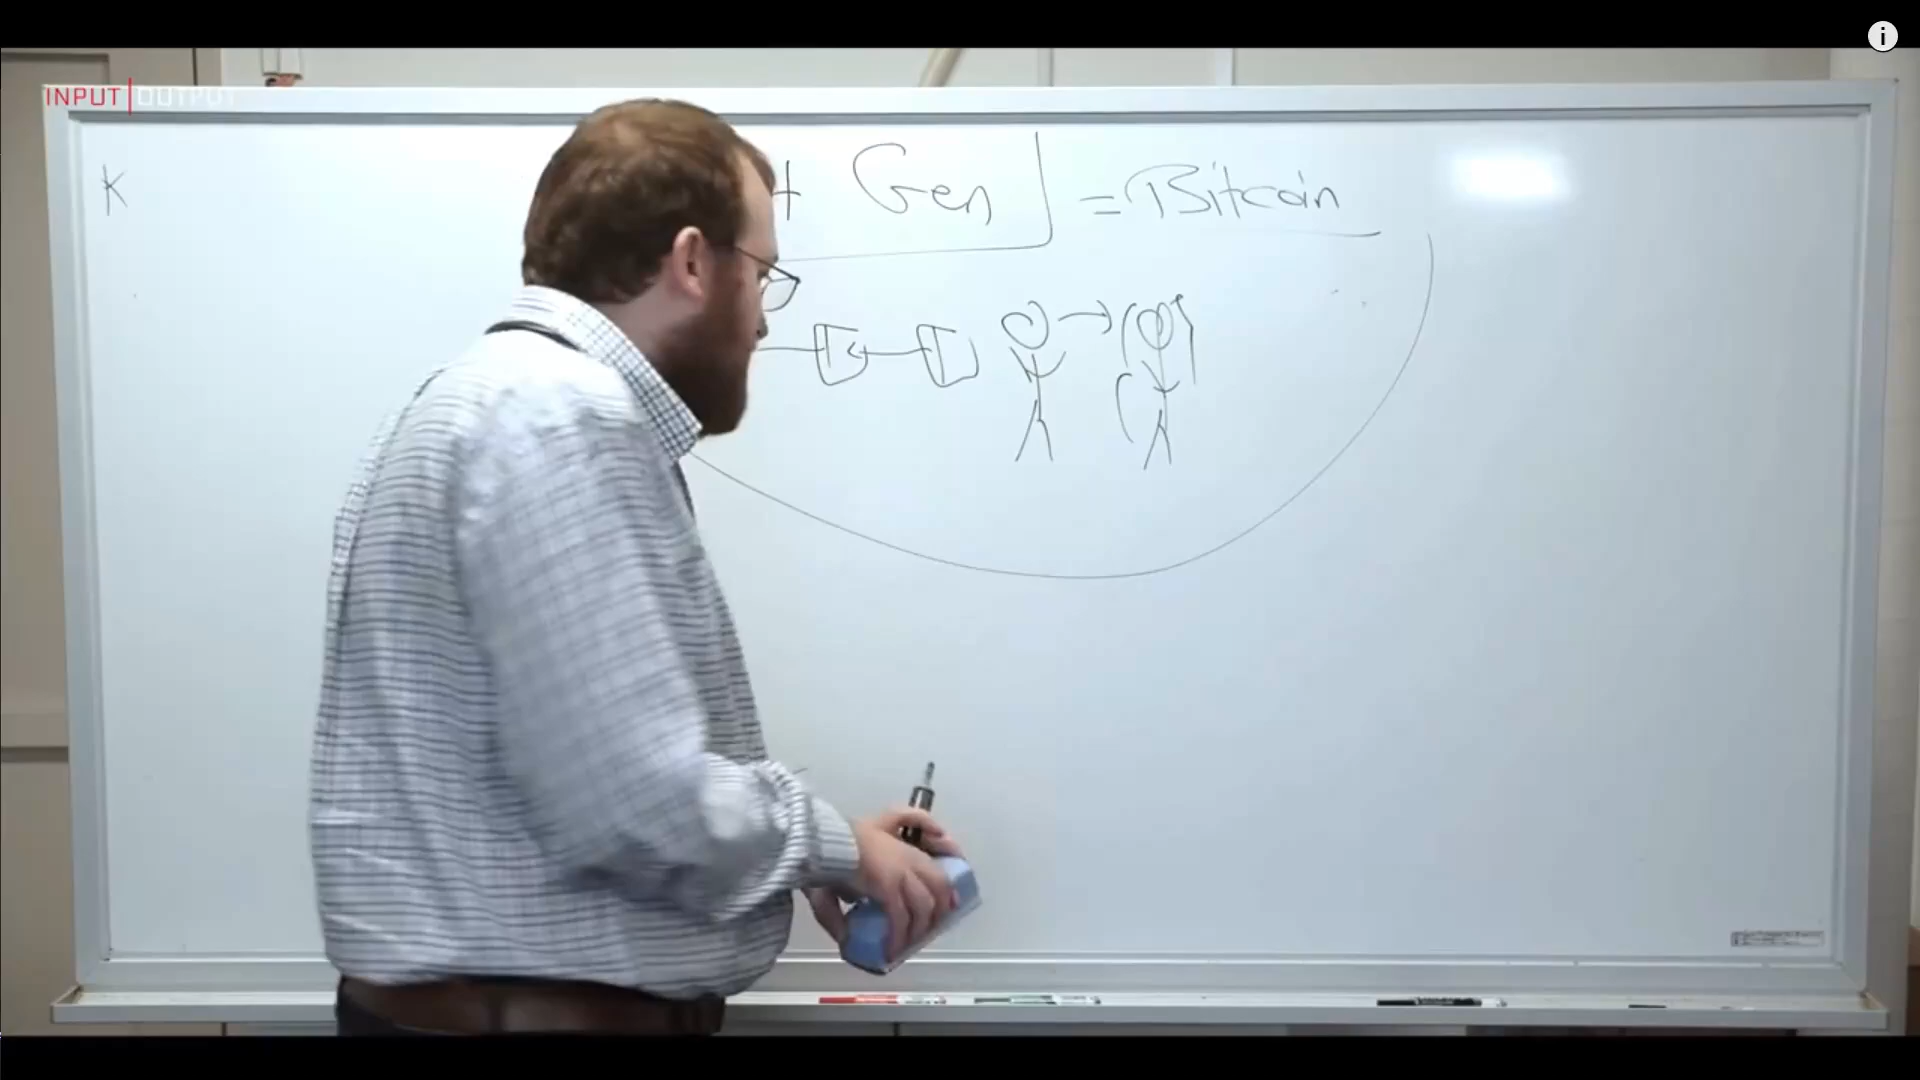 INPUT | OUTPUT
K
+ Gen = Bitcoin